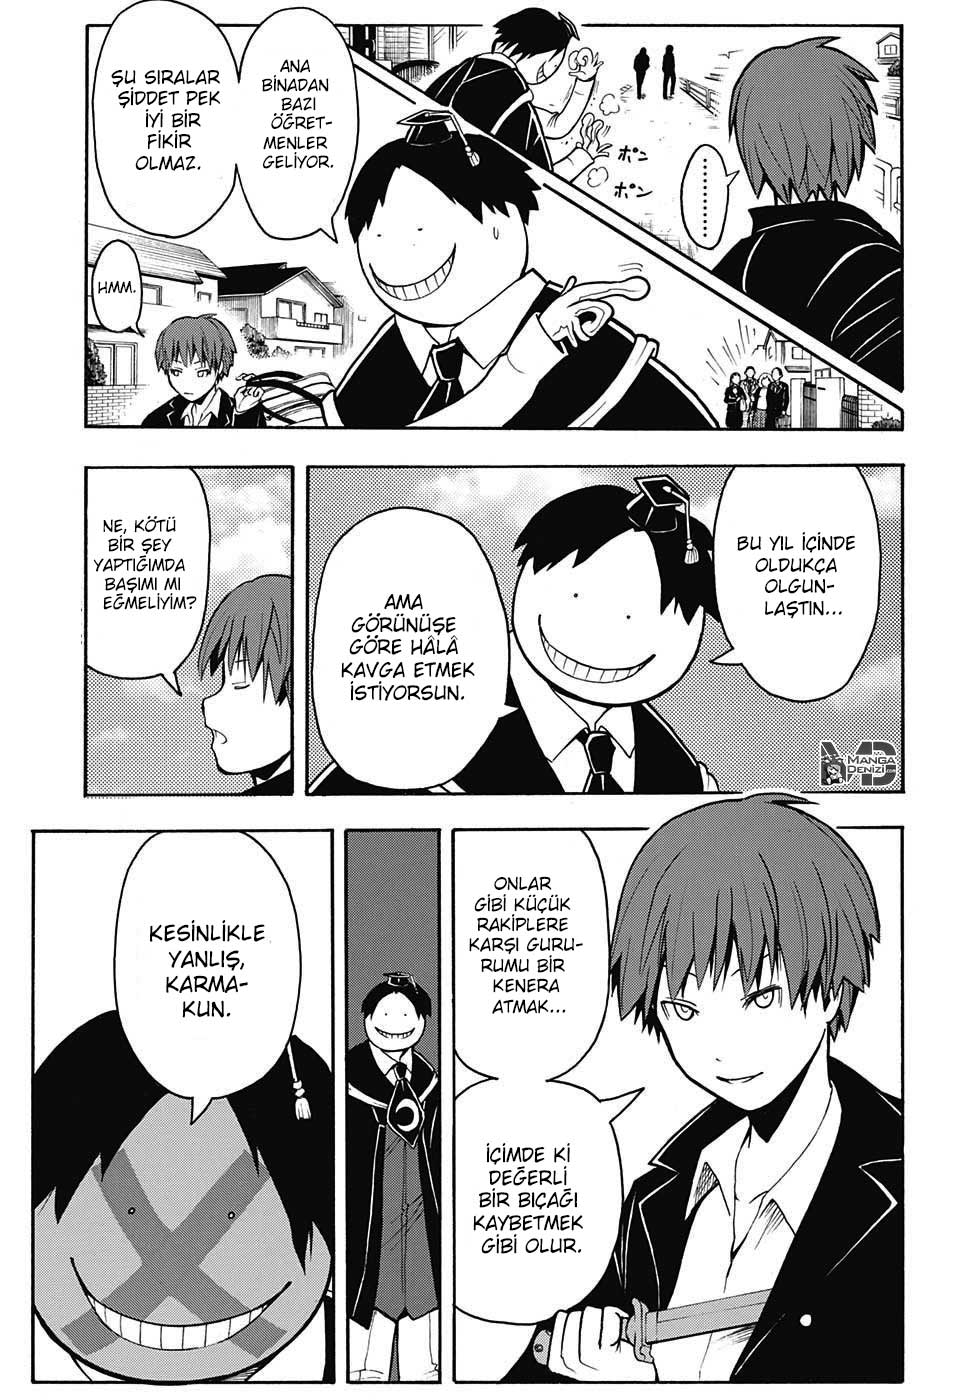 .........
ポン
ポン
ANA
BİNADAN
BAZI
ÖĞRET-
MENLER
GELİYOR.
ŞU SIRALAR
ŞİDDET PEK
İYİ BİR
FİKİR
OLMAZ.
HMM.
BU YIL İÇİNDE
OLDUKÇA
OLGUN-
LAŞTIN...
AMA
GÖRÜNÜŞE
GÖRE HÂLÂ
KAVGA ETMEK
İSTİYORSUN.
NE, KÖTÜ
BİR ŞEY
YAPTIĞIMDA
BAŞIMI MI
EĞMELİYİM?
MD
MANGA
DENİZİ
ONLAR
GİBİ KÜÇÜK
RAKİPLERE
KARŞI GURU-
RUMU BİR
KENERA
ATMAK...
İÇİMDE Kİ
DEĞERLİ
BİR BIÇAĞI
KAYBETMEK
GİBİ OLUR.
KESİNLİKLE
YANLIŞ,
KARMA-
KUN.